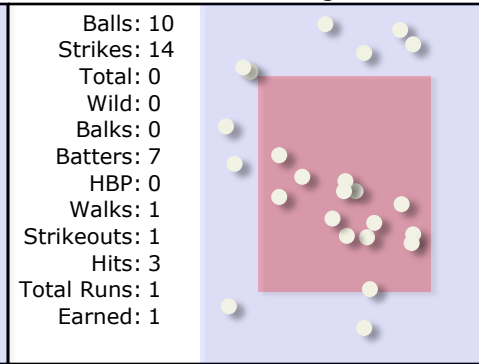 Balls: 10
Strikes: 14
Total: 0
Wild: 0
Balks: 0
Batters: 7
HBP: 0
Walks: 1
Strikeouts: 1
Hits: 3
Total Runs: 1
Earned: 1